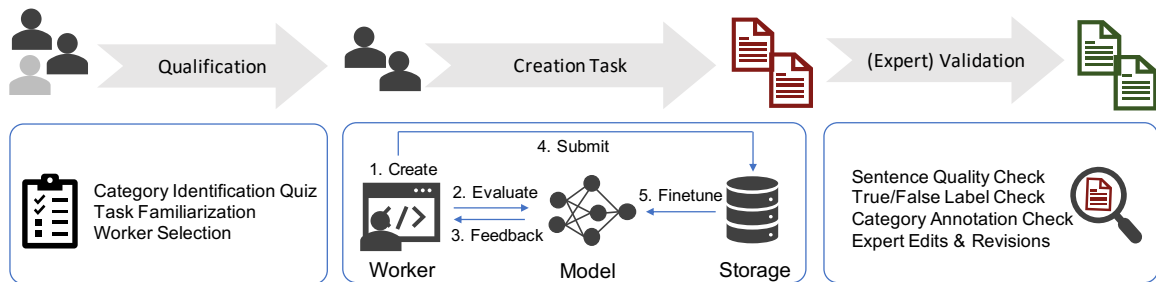 Qualification
Creation Task
(Expert) Validation
Category Identification Quiz
Task Familiarization
Worker Selection
4. Submit
1. Create
2. Evaluate
5. Finetune
3. Feedback
Worker
Model
Storage
Sentence Quality Check
True/False Label Check
Category Annotation Check
Expert Edits & Revisions